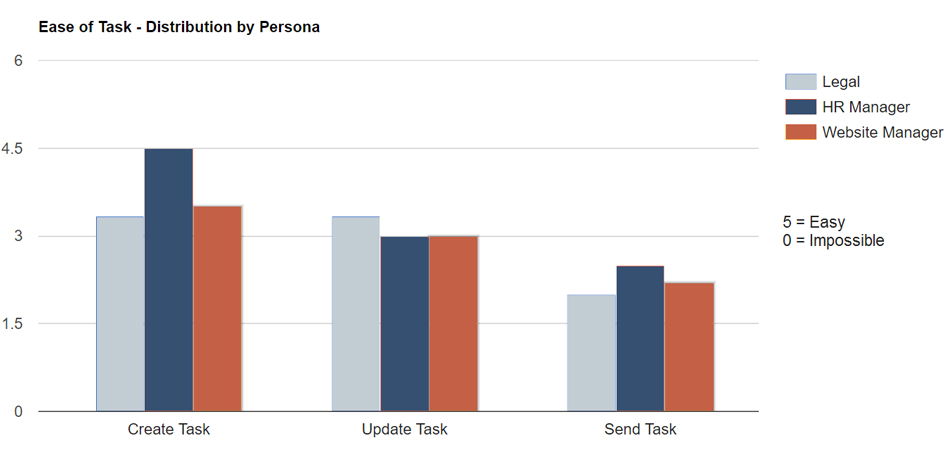 Ease of Task - Distribution by Persona
6
4.5
3
1.5
0
Create Task
Update Task
Send Task
Legal
HR Manager
Website Manager
5 = Easy
0 = Impossible